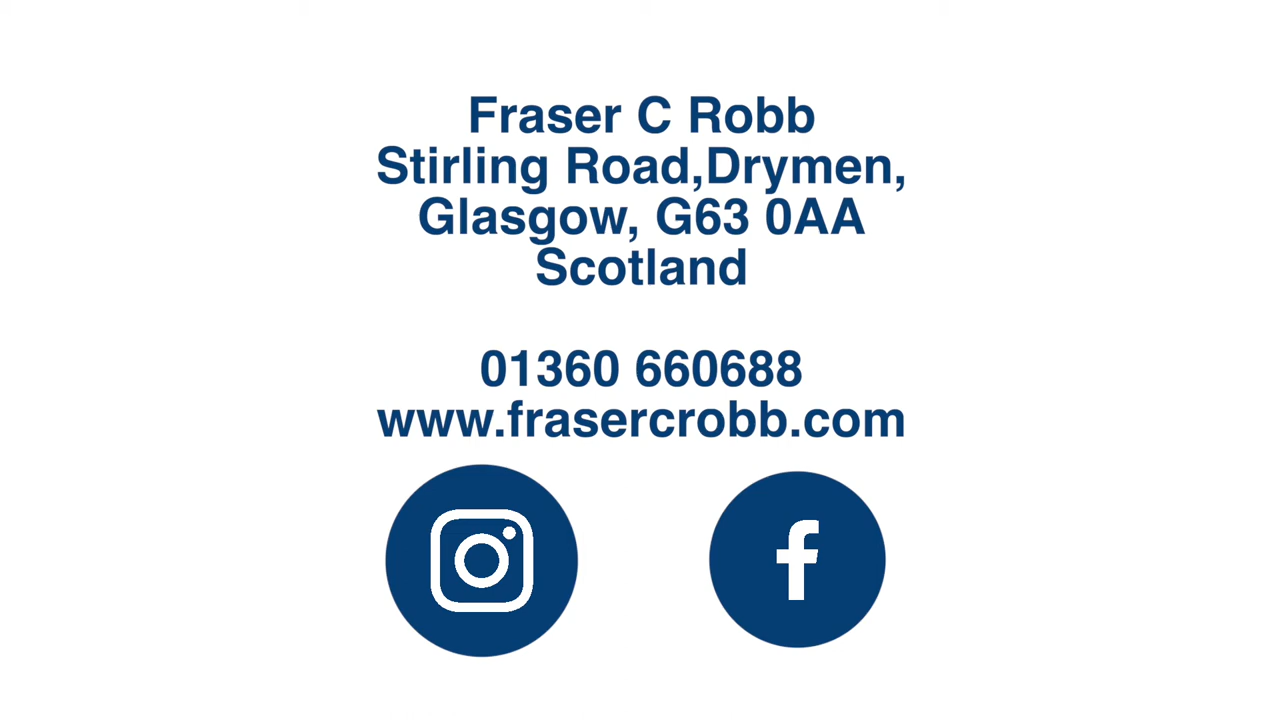 Fraser C Robb
Stirling Road,Drymen,
Glasgow, G63 0AA
Scotland
01360 660688
www.frasercrobb.com